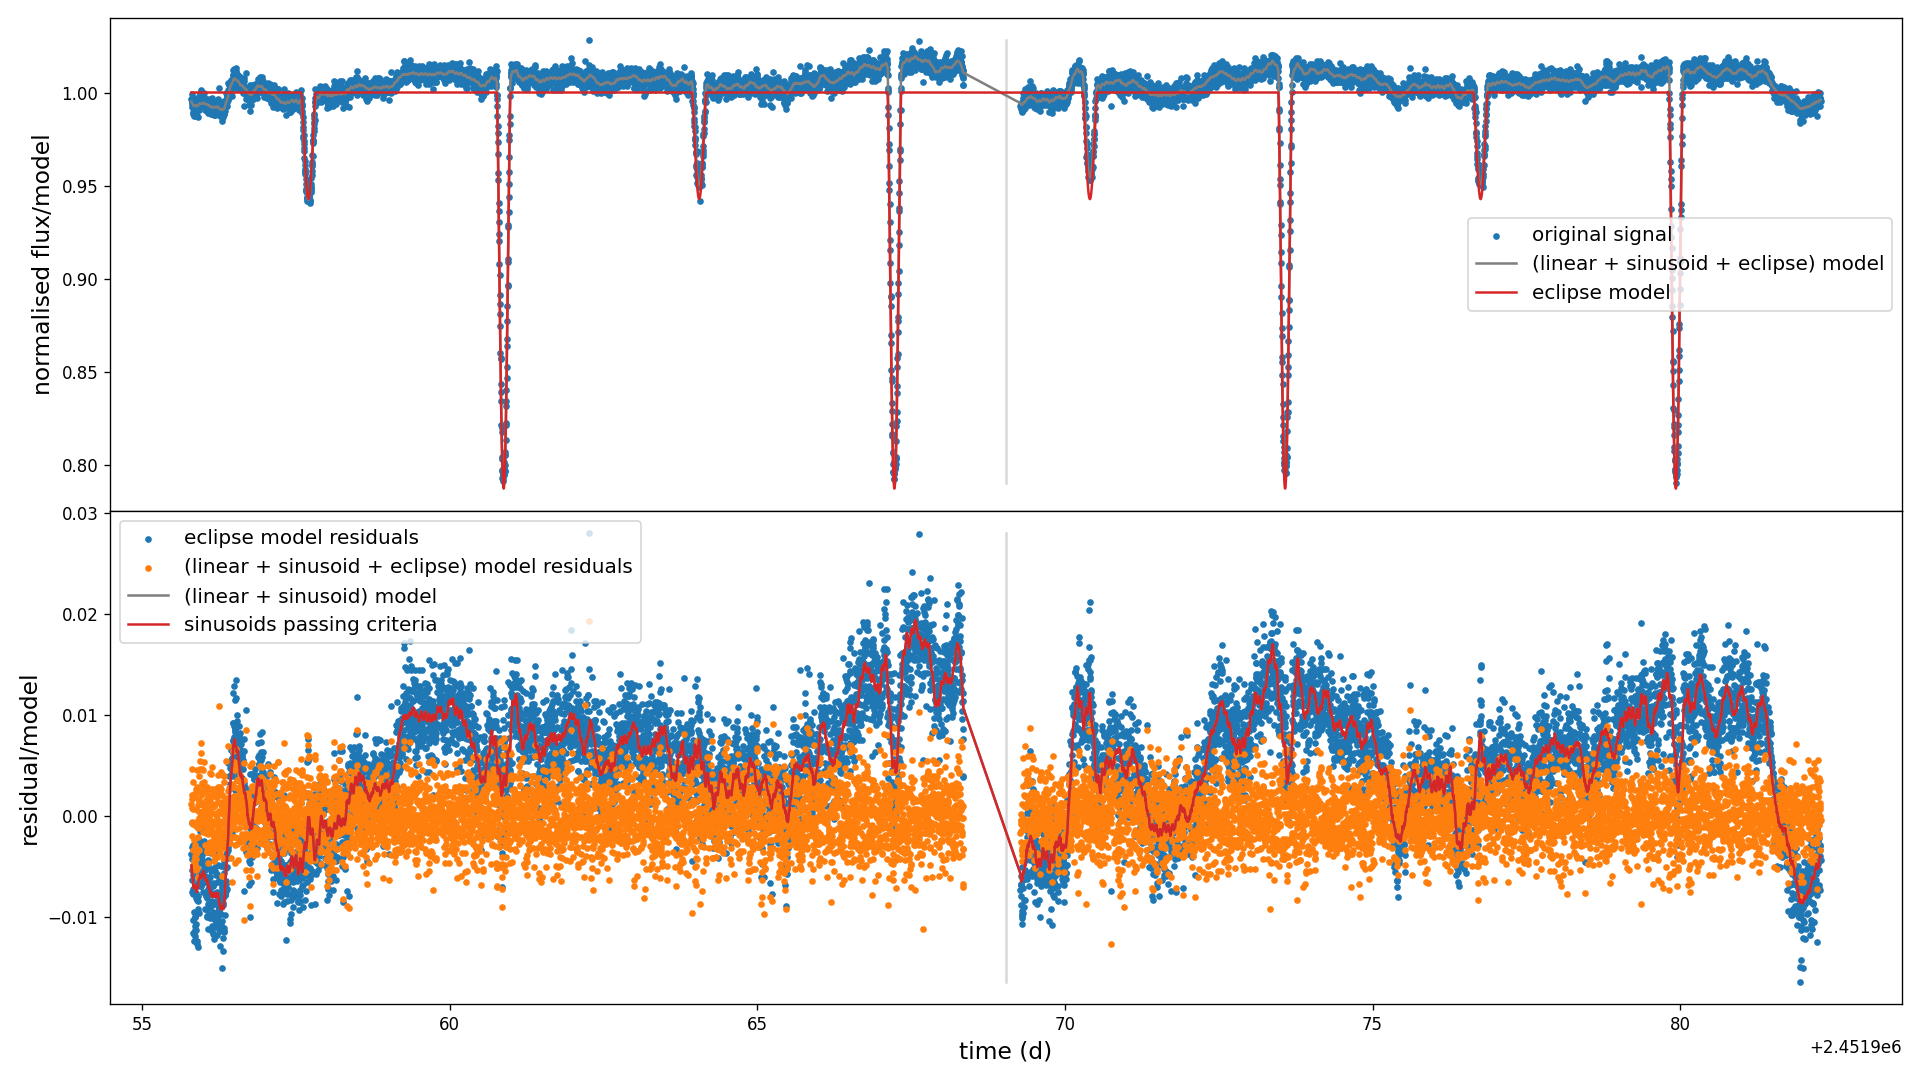 1.00
0.95
0.90
0.85
0.80
normalised flux/model
original signal
(linear + sinusoid + eclipse) model
eclipse model
0.03
0.02
0.01
0.00
−0.01
residual/model
eclipse model residuals
(linear + sinusoid + eclipse) model residuals
(linear + sinusoid) model
sinusoids passing criteria
55
60
65
70
75
80
time (d)
+2.4519e6